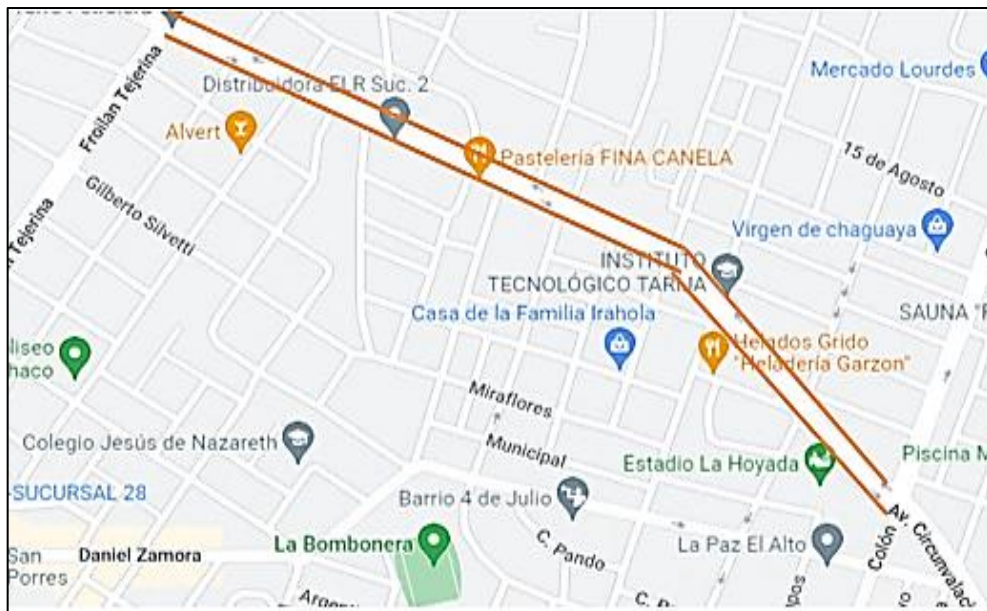 Froilan Tejerina
Distribuidora ELR Suc. 2
Mercado Lourdes
Alvert
Pastelería FINA CANELA
15 de Agosto
Gilberto Silvetti
Tejerina
Virgen de chaguaya
INSTITUTO
TECNOLÓGICO TARIJA
Casa de la Familia Irahola
SAUNA "F
Helados Grido
"Heladería Garzon"
liseo
haco
Miraflores
Colegio Jesús de Nazareth
Municipal
Estadio La Hoyada
Piscina M
-SUCURSAL 28
Barrio 4 de Julio
Av. Circunvalac
Colón
La Bombonera
C. Pando
La Paz El Alto
San
Porres
Daniel Zamora